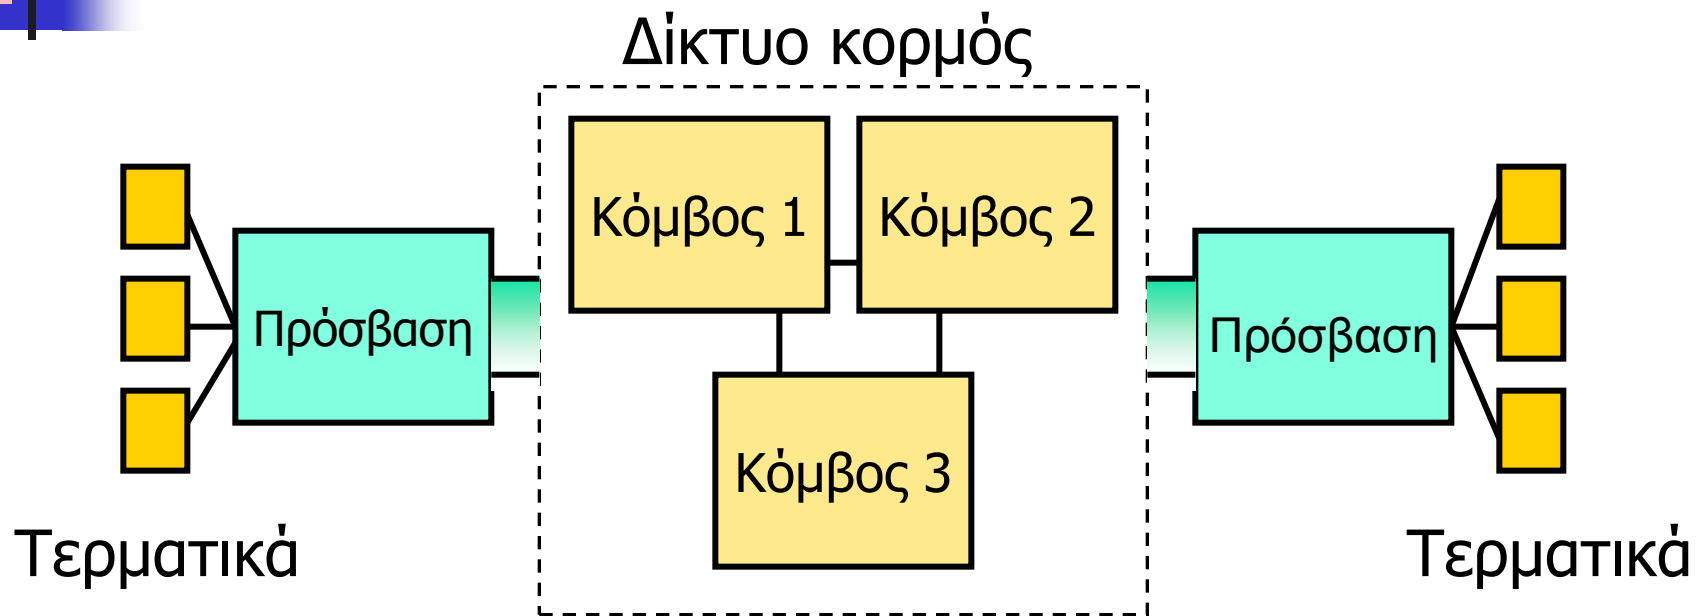 Δίκτυο κορμός
Κόμβος 1
Κόμβος 2
Πρόσβαση
Πρόσβαση
Κόμβος 3
Τερματικά
Τερματικά